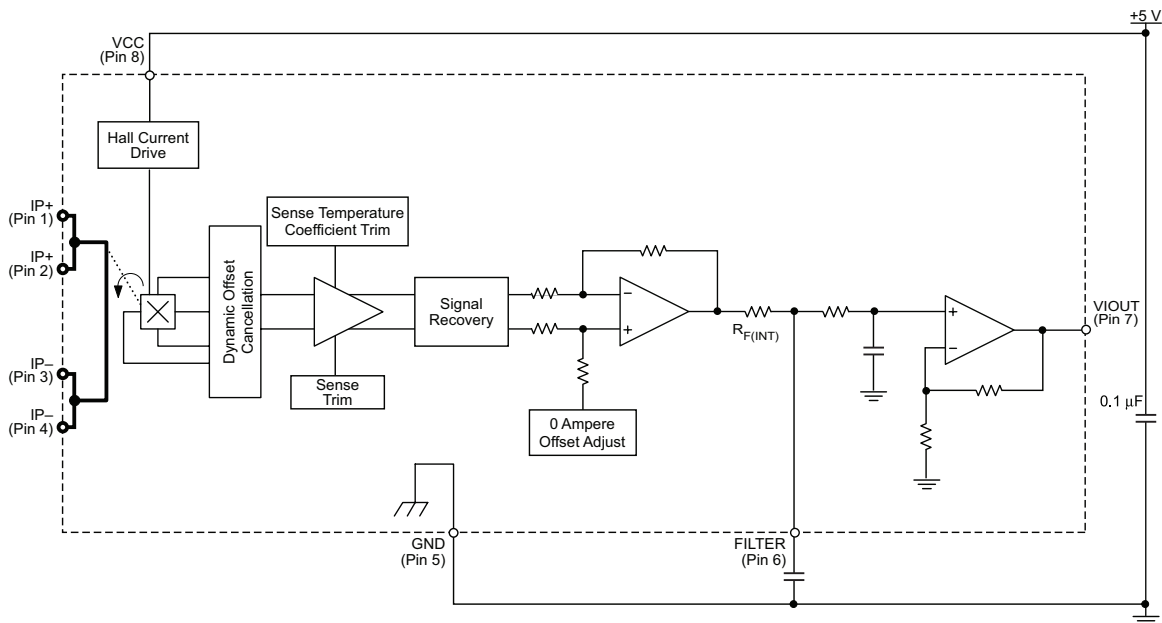 +5 V
VCC
(Pin 8)
Hall Current
Drive
IP+
(Pin 1)
IP+
(Pin 2)
IP–
(Pin 3)
IP–
(Pin 4)
Dynamic Offset
Cancellation
Sense Temperature
Coefficient Trim
Sense
Trim
Signal
Recovery
0 Ampere
Offset Adjust
RF(INT)
VIOUT
(Pin 7)
0.1 µF
GND
(Pin 5)
FILTER
(Pin 6)